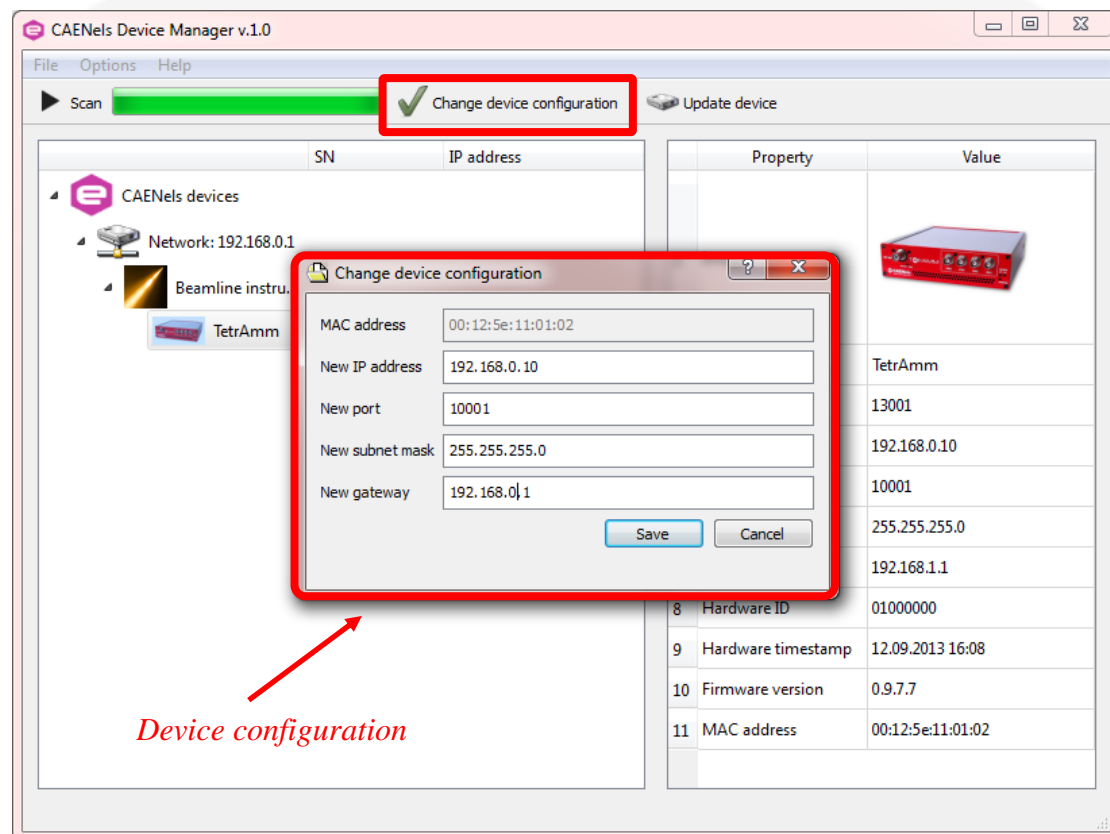 CAENels Device Manager v.1.0
File Options Help
Scan Change device configuration Update device
SN IP address
CAENels devices
Network: 192.168.0.1
Beamline instru.
TetrAmm
Property Value
TetrAmm
13001
192.168.0.10
10001
255.255.255.0
192.168.1.1
8 Hardware ID 01000000
9 Hardware timestamp 12.09.2013 16:08
10 Firmware version 0.9.7.7
11 MAC address 00:12:5e:11:01:02
Change device configuration
MAC address 00:12:5e:11:01:02
New IP address 192.168.0.10
New port 10001
New subnet mask 255.255.255.0
New gateway 192.168.0.1
Save Cancel
Device configuration